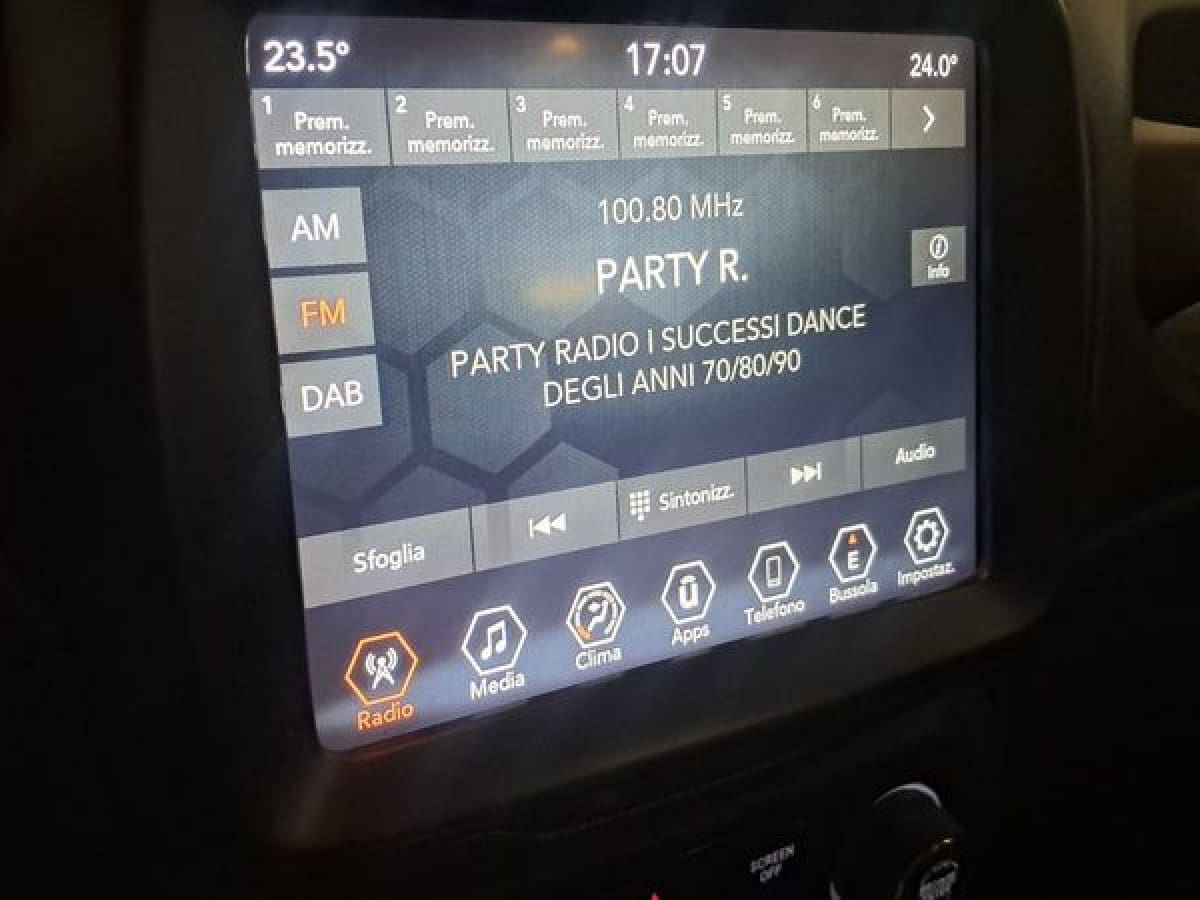 23.5° 17:07 24.0°
1 2 3 4 5 6
Prem. Prem. Prem. Prem. Prem. Prem.
memorizz. memorizz. memorizz. memorizz. memorizz. memorizz.
AM
100.80 MHz
PARTY R.
Info
FM
PARTY RADIO I SUCCESSI DANCE
DEGLI ANNI 70/80/90
DAB
Sfoglia Sintonizz. Audio
Radio Media Clima Apps Telefono E Bussola Impostaz.
SCREEN
OFF